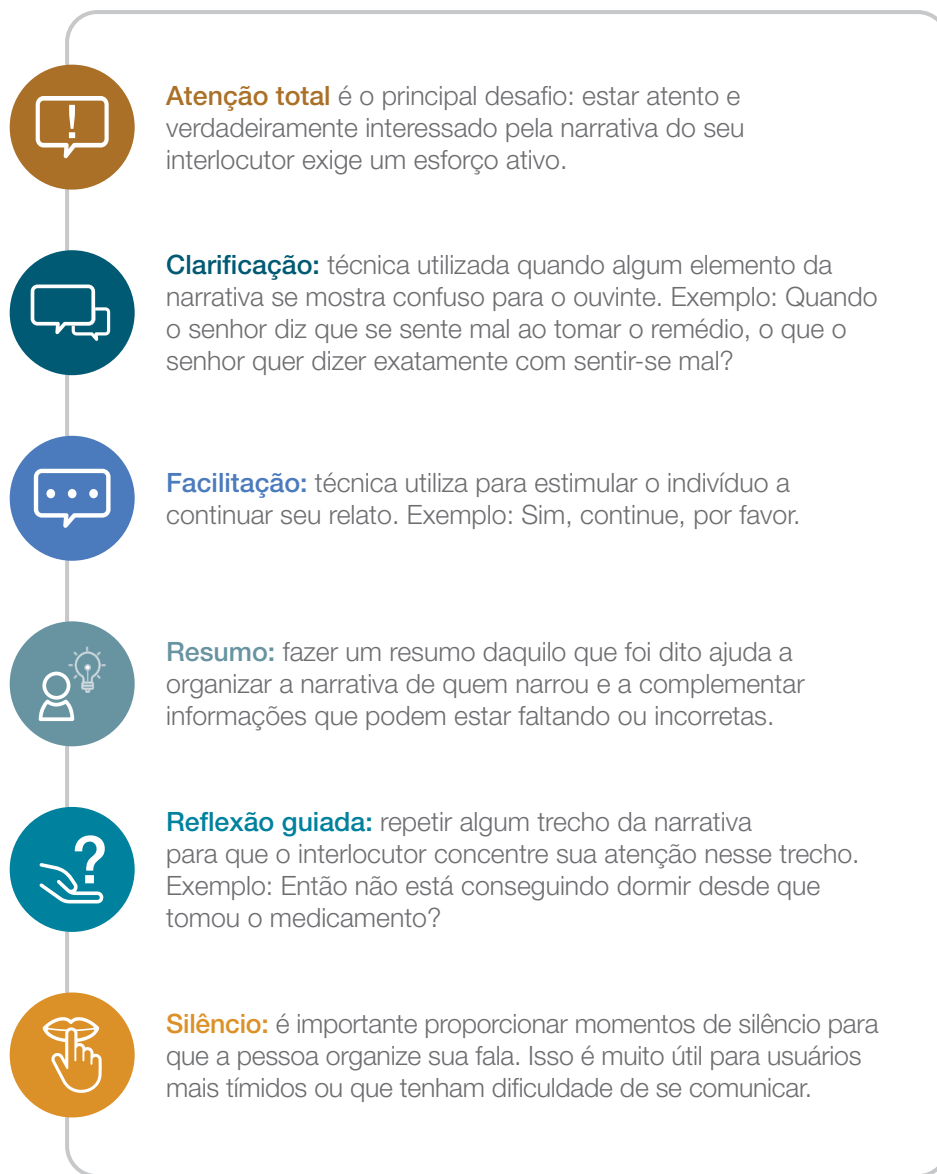 Atenção total é o principal desafio: estar atento e
verdadeiramente interessado pela narrativa do seu
interlocutor exige um esforço ativo.
Clarificação: técnica utilizada quando algum elemento da
narrativa se mostra confuso para o ouvinte. Exemplo: Quando
o senhor diz que se sente mal ao tomar o remédio, o que o
senhor quer dizer exatamente com sentir-se mal?
Facilitação: técnica utiliza para estimular o indivíduo a
continuar seu relato. Exemplo: Sim, continue, por favor.
Resumo: fazer um resumo daquilo que foi dito ajuda a
organizar a narrativa de quem narrou e a complementar
informações que podem estar faltando ou incorretas.
Reflexão guiada: repetir algum trecho da narrativa
para que o interlocutor concentre sua atenção nesse trecho.
Exemplo: Então não está conseguindo dormir desde que
tomou o medicamento?
Silêncio: é importante proporcionar momentos de silêncio para
que a pessoa organize sua fala. Isso é muito útil para usuários
mais tímidos ou que tenham dificuldade de se comunicar.